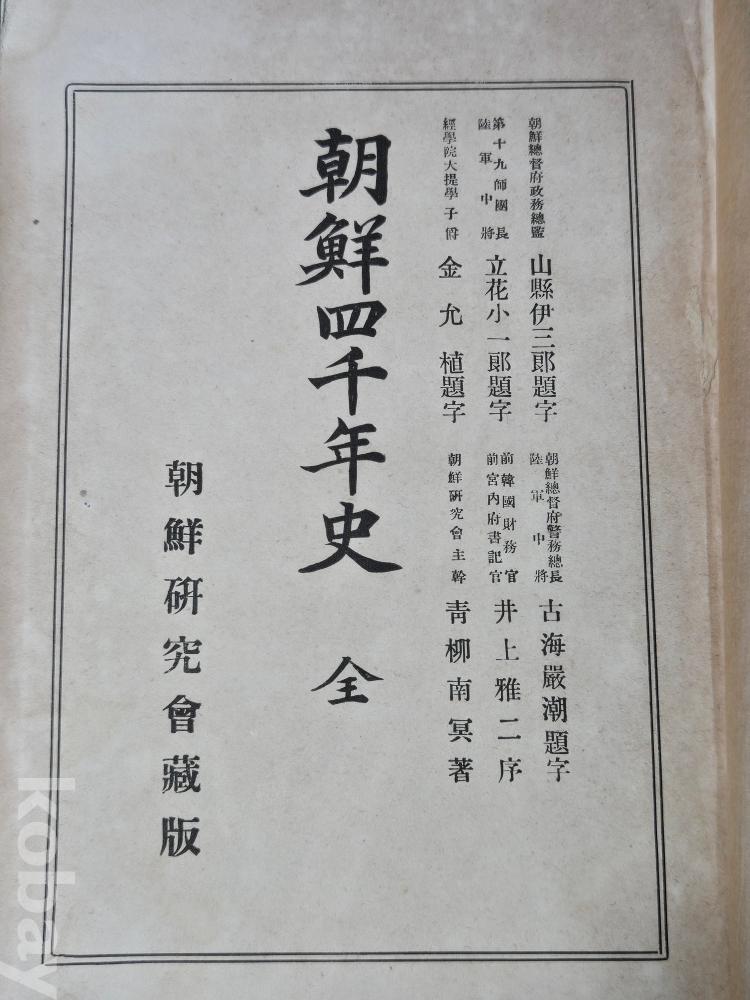 朝鮮總督府政務總監 山縣伊三郎題字
朝鮮總督府警務總長
陸軍中將 古海嚴潮題字
第十九師團長
陸軍中將 立花小一郎題字
前韓國財務官
前宮内府書記官 井上雅二序
經學院大提學子爵 金允植題字
朝鮮研究會主幹 靑柳南冥著
朝鮮四千年史 全
朝鮮研究會藏版
kobay